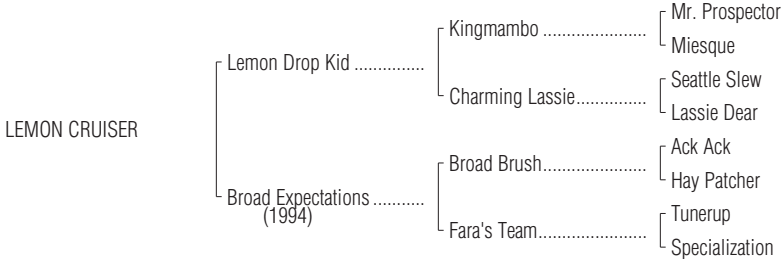 Mr. Prospector
Kingmambo ......................
Miesque
Lemon Drop Kid ...............
Seattle Slew
Charming Lassie...............
Lassie Dear
LEMON CRUISER
Ack Ack
Broad Brush......................
Hay Patcher
Broad Expectations ...........
(1994)
Tunerup
Fara's Team.......................
Specialization